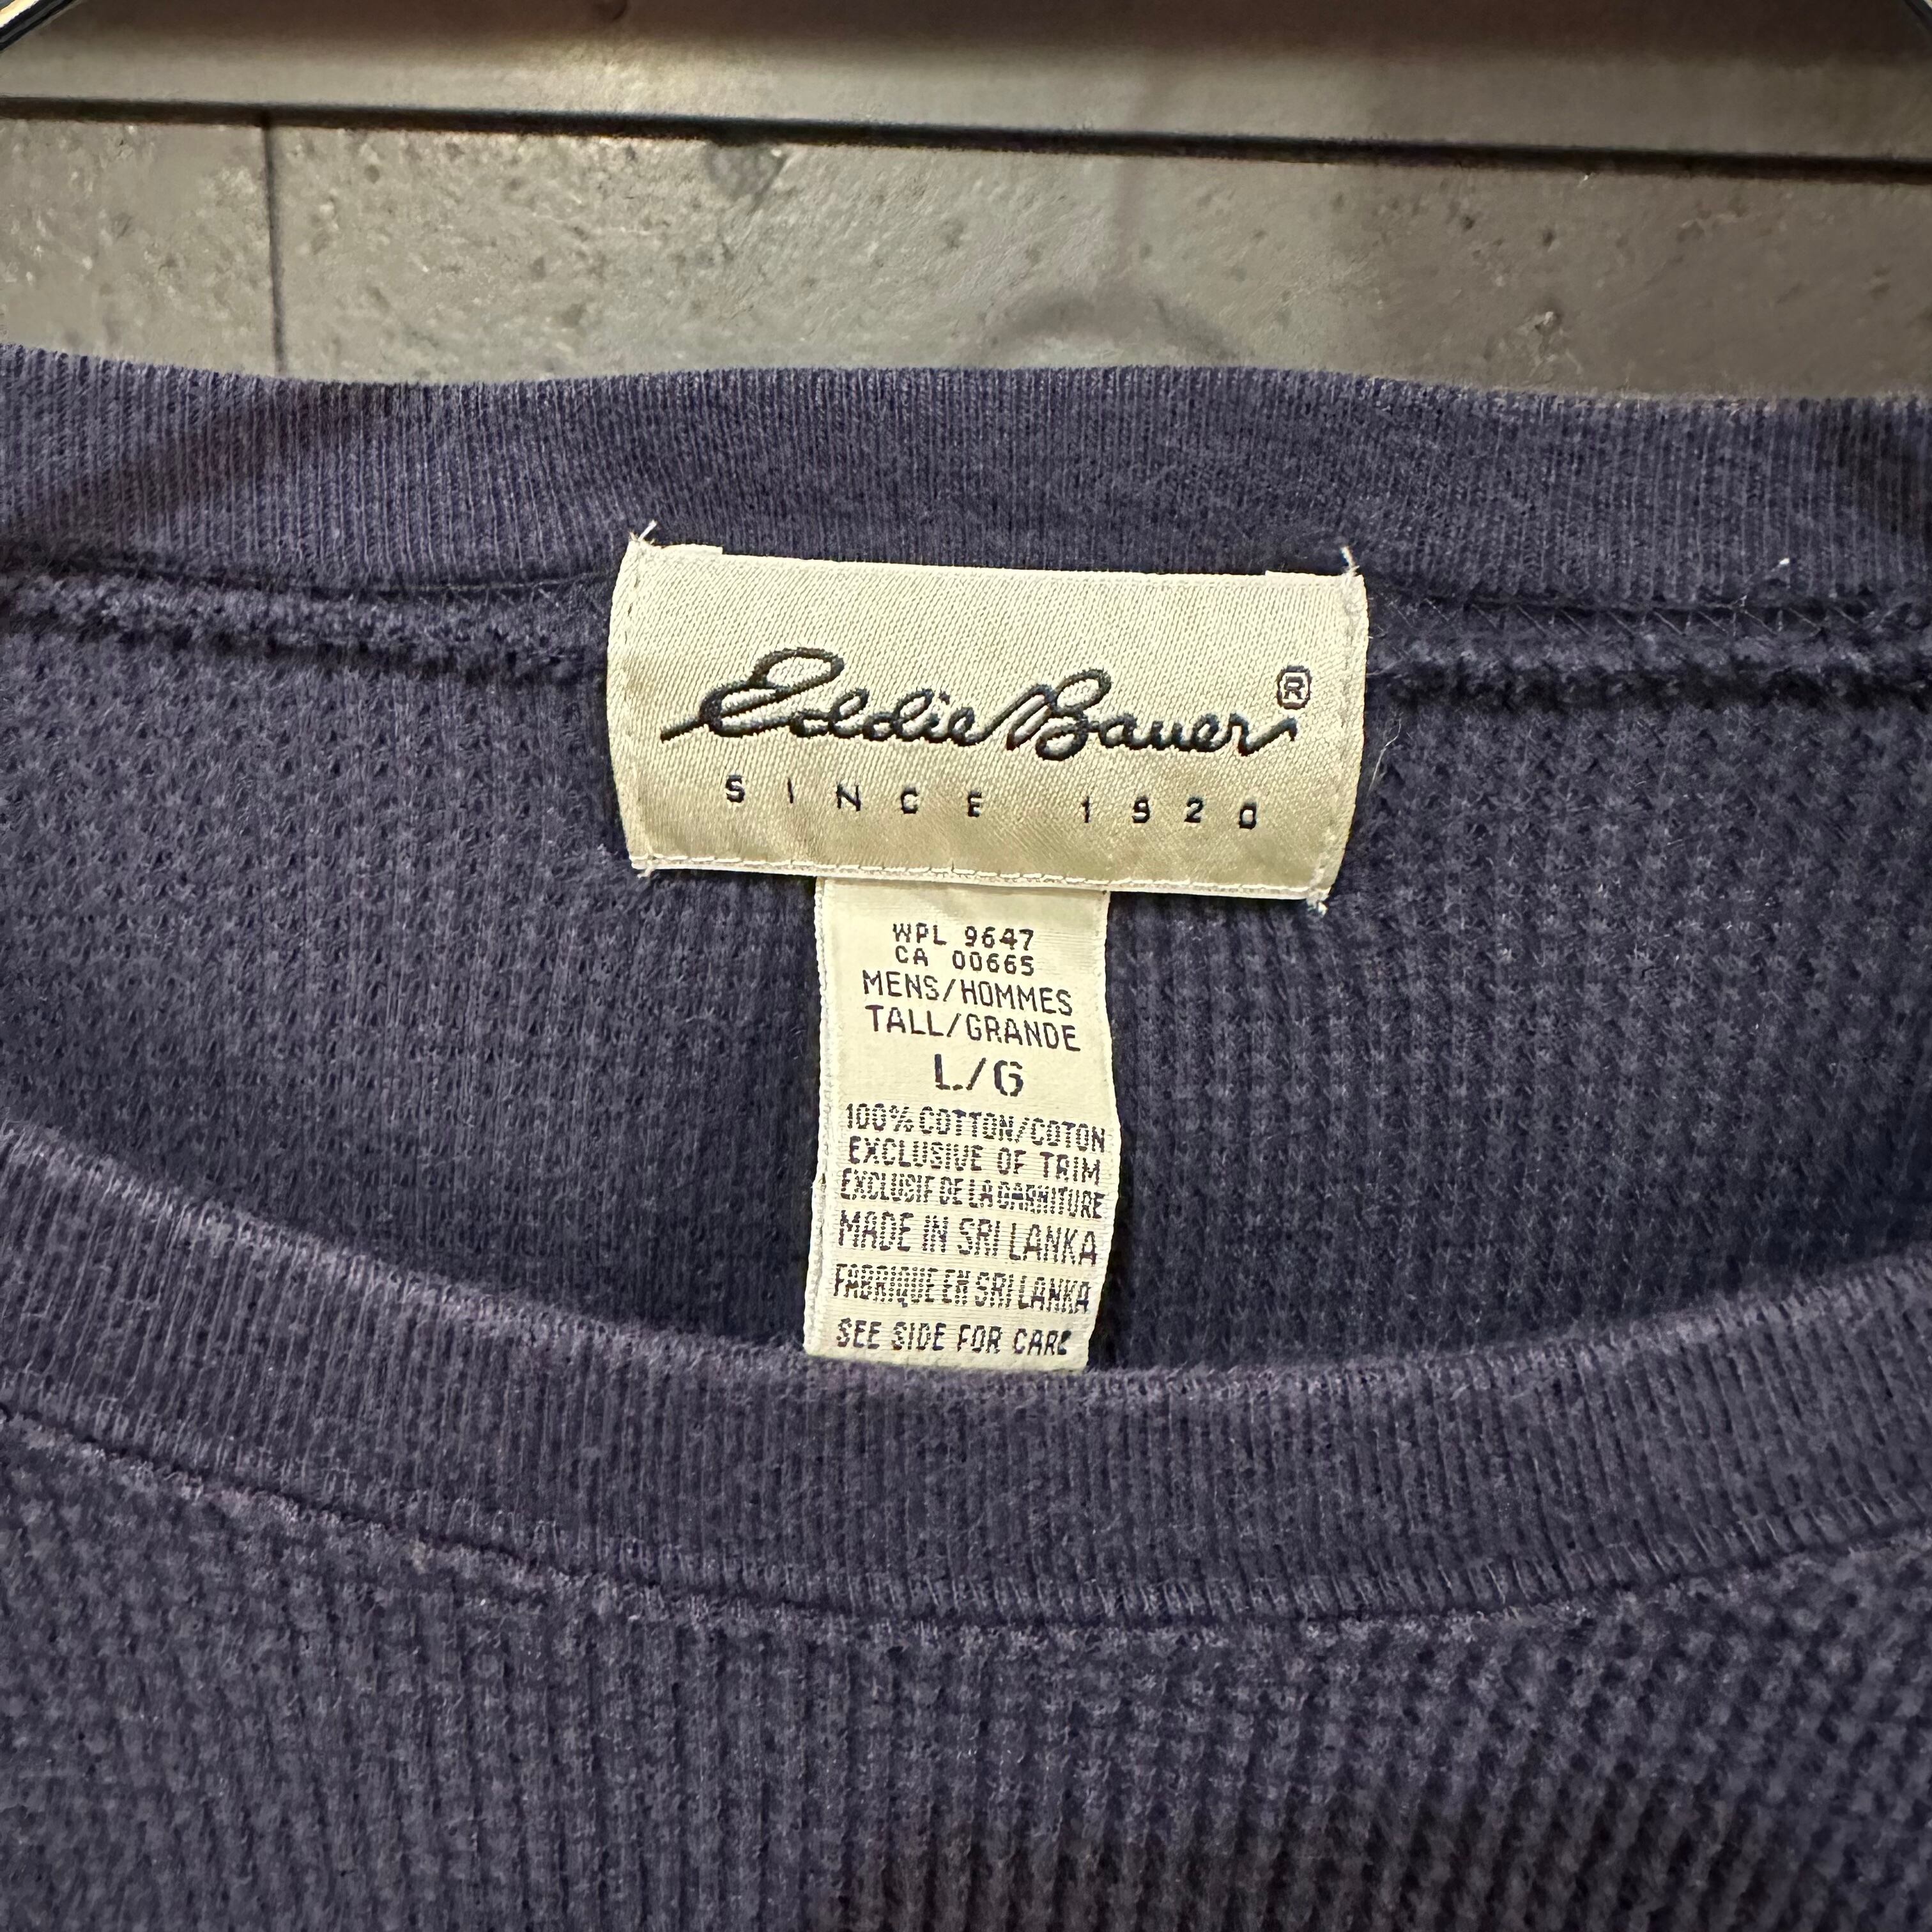 Eddie Bauer®
SINCE 1920
WPL 9647
CA 00665
MENS/HOMMES
TALL/GRANDE
L/G
100% COTTON/COTON
EXCLUSIVE OF TRIM
EXCLUSIF DE LA GARNITURE
MADE IN SRI LANKA
FABRIQUE EN SRI LANKA
SEE SIDE FOR CARE